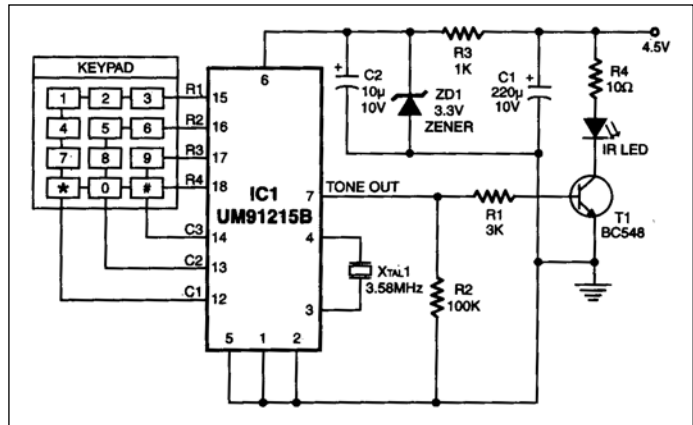 KEYPAD
1 2 3
4 5 6
7 8 9
* 0 #
R1
R2
R3
R4
C3
C2
C1
15
16
17
18
14
13
12
6
IC1
UM91215B
7
4
3
5 1 2
TONE OUT
XTAL1
3.58MHz
C2
10µ
10V
ZD1
3.3V
ZENER
R3
1K
C1
220µ
10V
4.5V
R4
10Ω
IR LED
R1
3K
T1
BC548
R2
100K
+
+